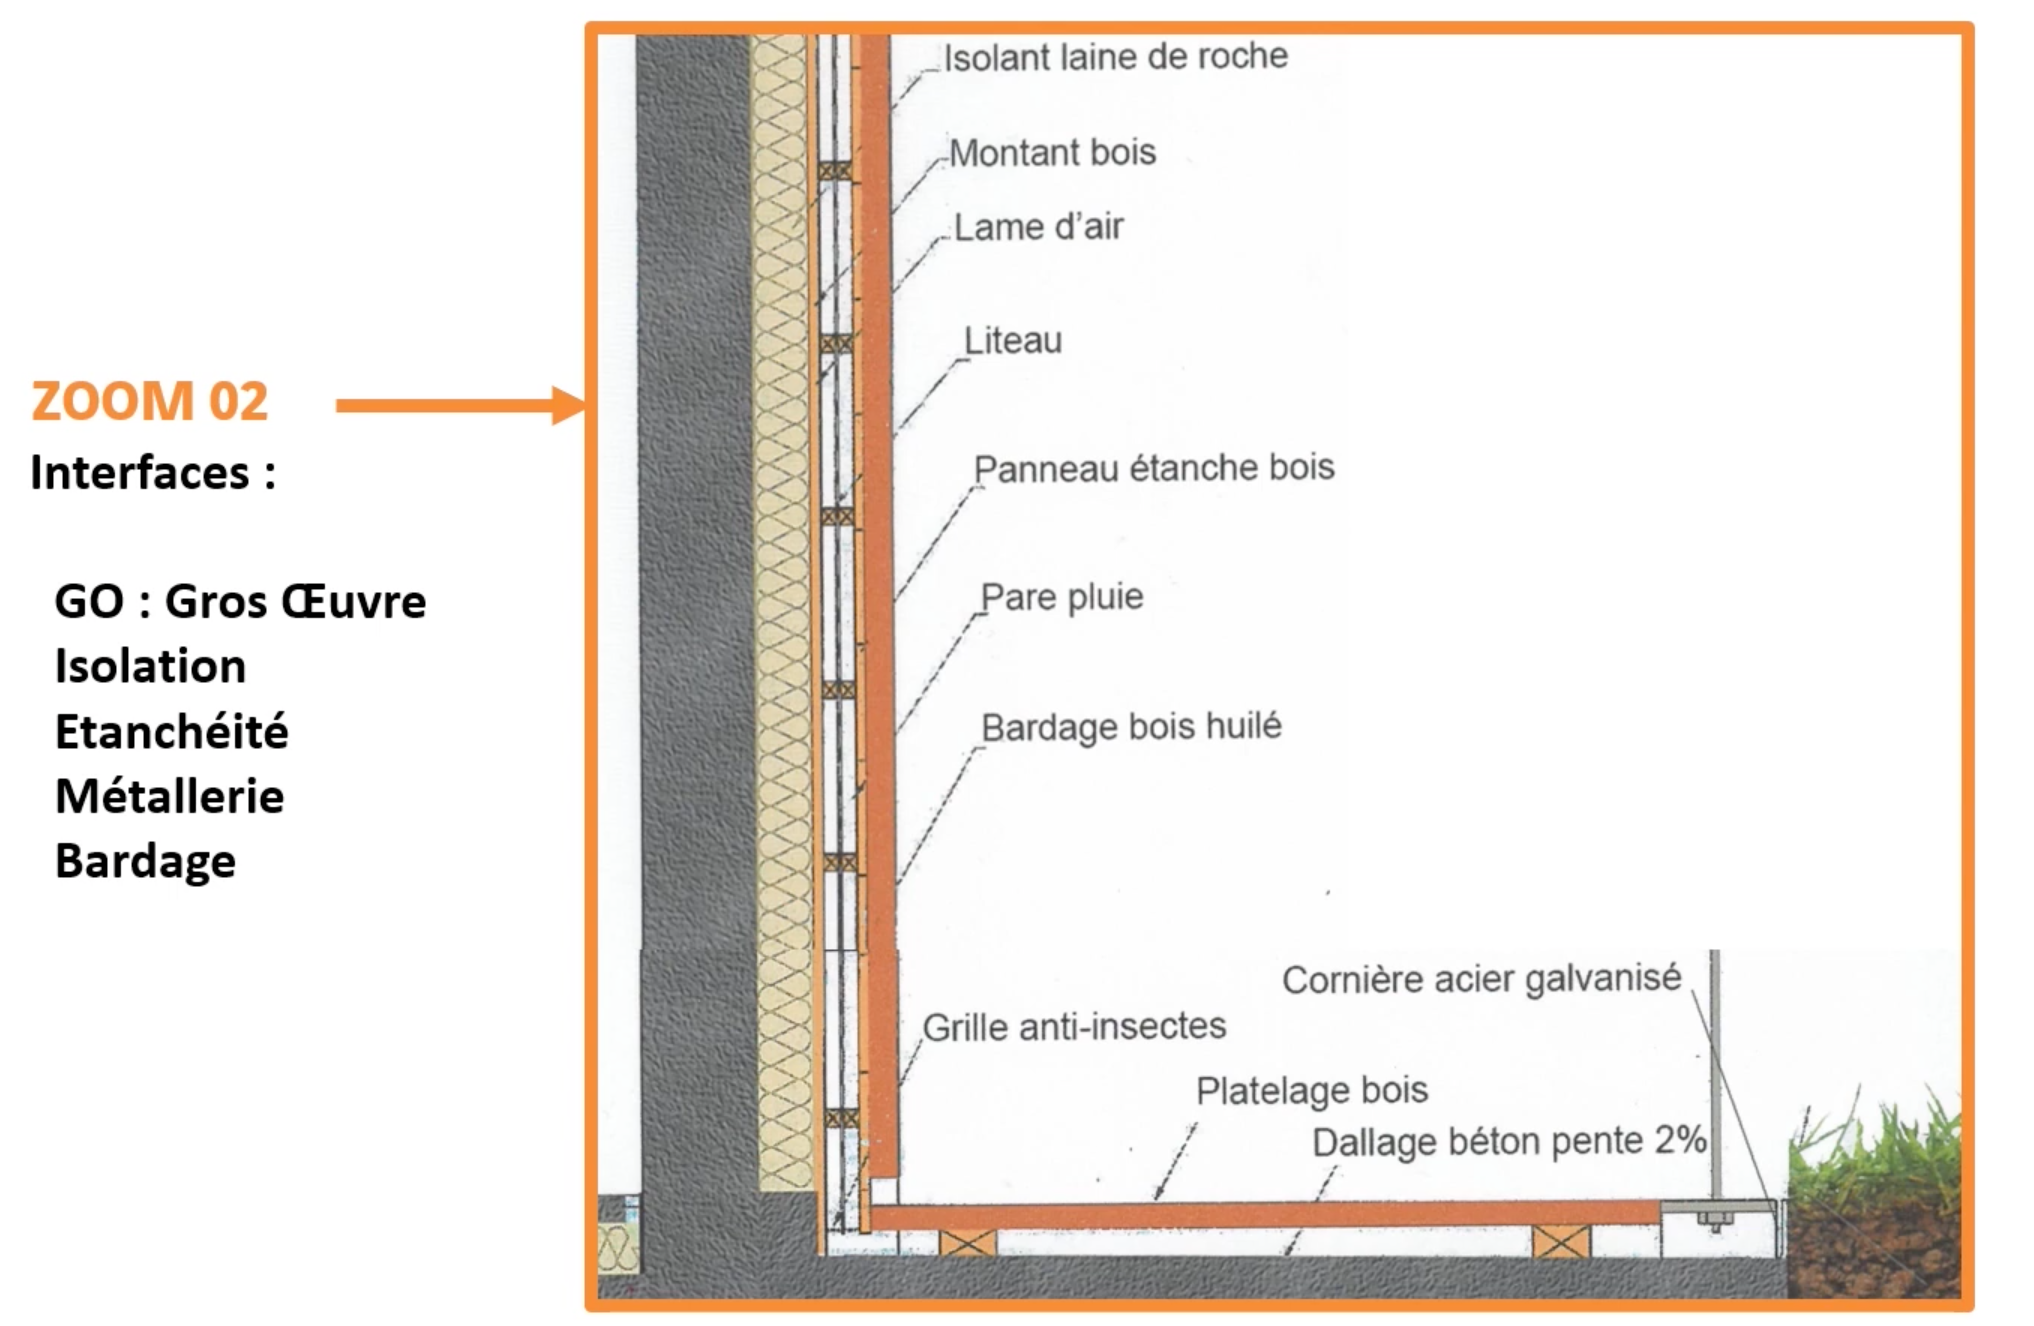 ZOOM 02
Interfaces :
GO : Gros Œuvre
Isolation
Etanchéité
Métallerie
Bardage
Isolant laine de roche
Montant bois
Lame d'air
Liteau
Panneau étanche bois
Pare pluie
Bardage bois huilé
Cornière acier galvanisé
Grille anti-insectes
Platelage bois
Dallage béton pente 2%